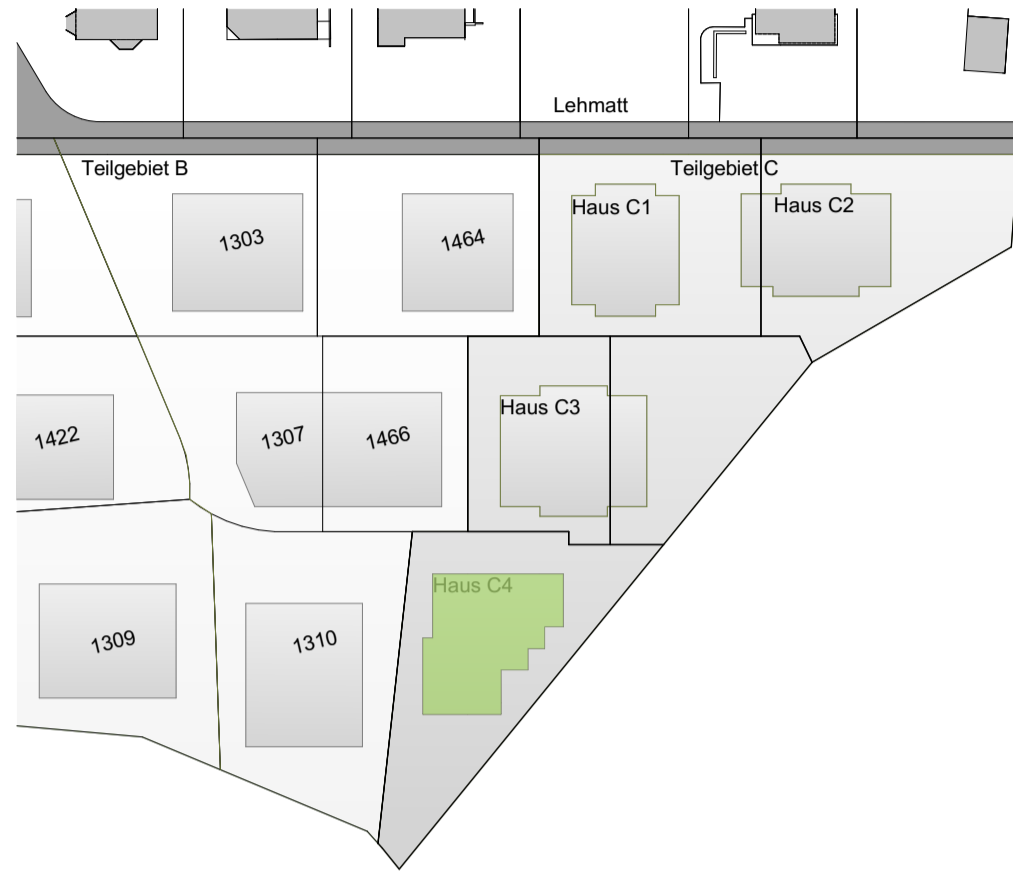 Lehmatt
Teilgebiet B
Teilgebiet C
Haus C1
Haus C2
1303
1464
Haus C3
1422
1307
1466
Haus C4
1309
1310